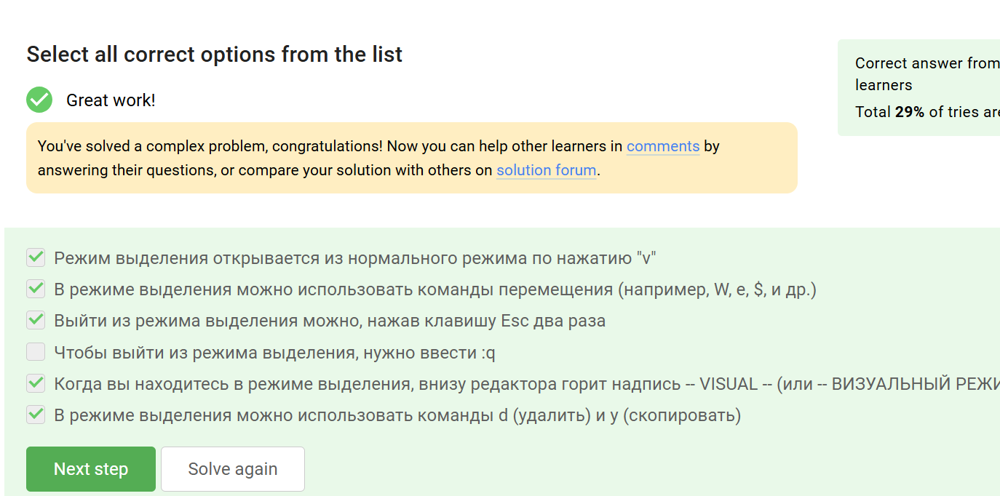 Select all correct options from the list
Great work!
You've solved a complex problem, congratulations! Now you can help other learners in comments by
answering their questions, or compare your solution with others on solution forum.
Correct answer from
learners
Total 29% of tries are
Режим выделения открывается из нормального режима по нажатию "v"
В режиме выделения можно использовать команды перемещения (например, W, e, $, и др.)
Выйти из режима выделения можно, нажав клавишу Esc два раза
Чтобы выйти из режима выделения, нужно ввести :q
Когда вы находитесь в режиме выделения, внизу редактора горит надпись -- VISUAL -- (или -- ВИЗУАЛЬНЫЙ
В режиме выделения можно использовать команды d (удалить) и y (скопировать)
Next step
Solve again